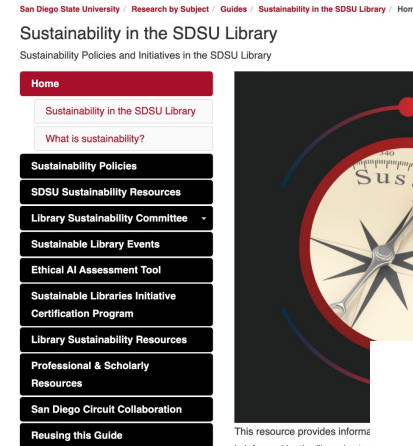 San Diego State University / Research by Subject / Guides / Sustainability in the SDSU Library /
Sustainability in the SDSU Library
Sustainability Policies and Initiatives in the SDSU Library
Home
Sustainability in the SDSU Library
What is sustainability?
Sustainability Policies
SDSU Sustainability Resources
Library Sustainability Committee
Sustainable Library Events
Ethical AI Assessment Tool
Sustainable Libraries Initiative
Certification Program
Library Sustainability Resources
Professional & Scholarly
Resources
San Diego Circuit Collaboration
Reusing this Guide
340
Sus
This resource provides informa